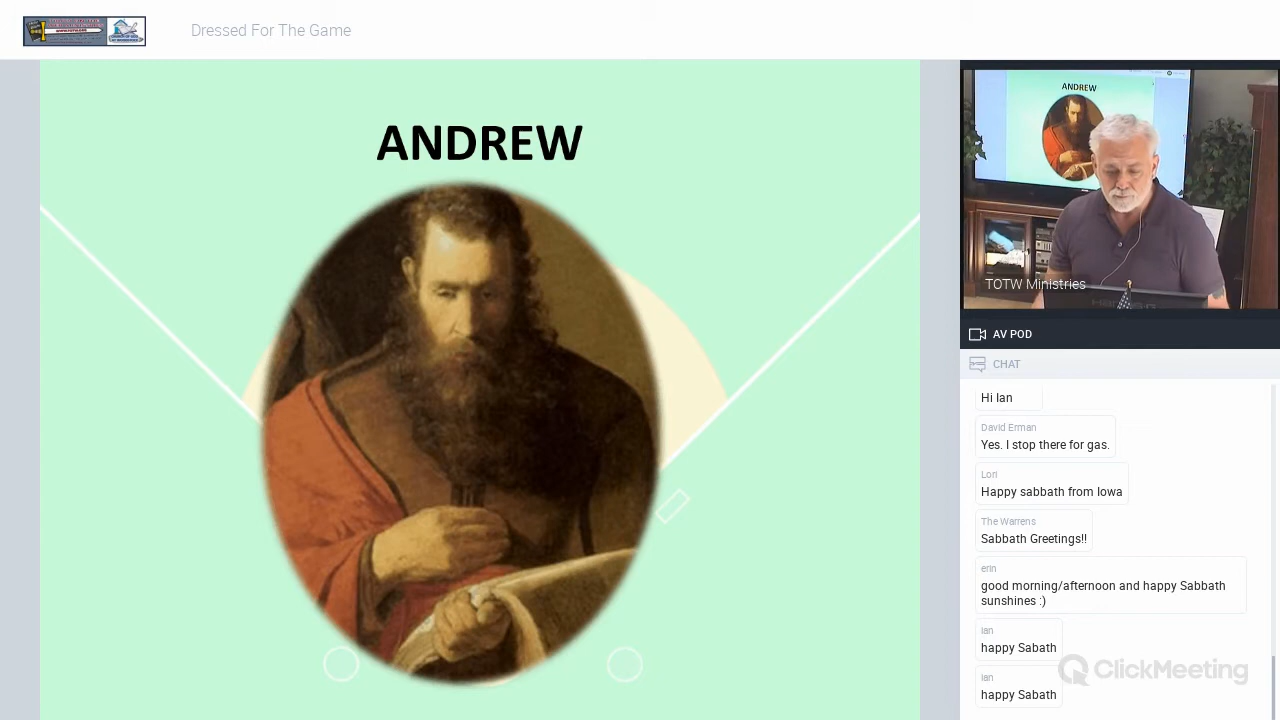 Dressed For The Game
ANDREW
ANDREW
TOTW Ministries
AV POD
CHAT
Hi Ian
David Erman
Yes. I stop there for gas.
Lori
Happy sabbath from Iowa
The Warrens
Sabbath Greetings!!
erin
good morning/afternoon and happy Sabbath
sunshines :)
Ian
happy Sabath
ian
happy Sabath
ClickMeeting